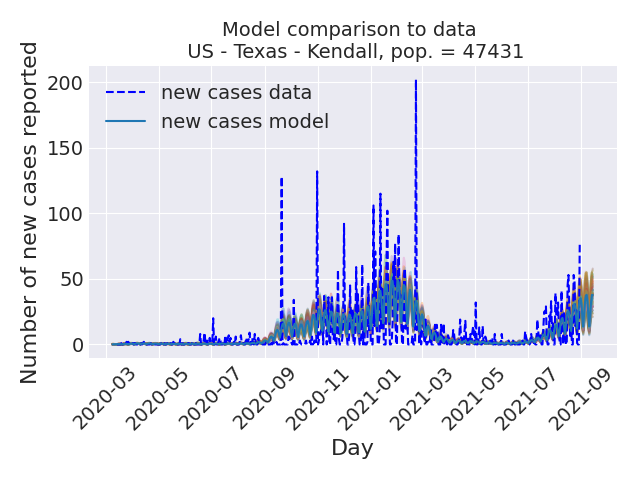 Model comparison to data
US - Texas - Kendall, pop. = 47431
Number of new cases reported
200
150
100
50
0
new cases data
new cases model
2020-03
2020-05
2020-07
2020-09
2020-11
2021-01
2021-03
2021-05
2021-07
2021-09
Day